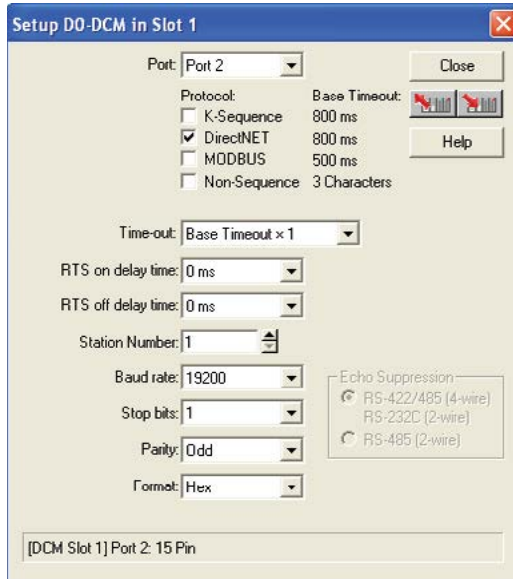 Setup D0-DCM in Slot 1
Port: Port 2
Close
Protocol: Base Timeout:
K-Sequence 800 ms
DirectNET 800 ms
Help
MODBUS 500 ms
Non-Sequence 3 Characters
Time-out: Base Timeout × 1
RTS on delay time: 0 ms
RTS off delay time: 0 ms
Station Number: 1
Baud rate: 19200
Echo Suppression
RS-422/485 (4-wire)
Stop bits: 1
RS-232C (2-wire)
Parity: Odd
RS-485 (2-wire)
Format: Hex
[DCM Slot 1] Port 2: 15 Pin